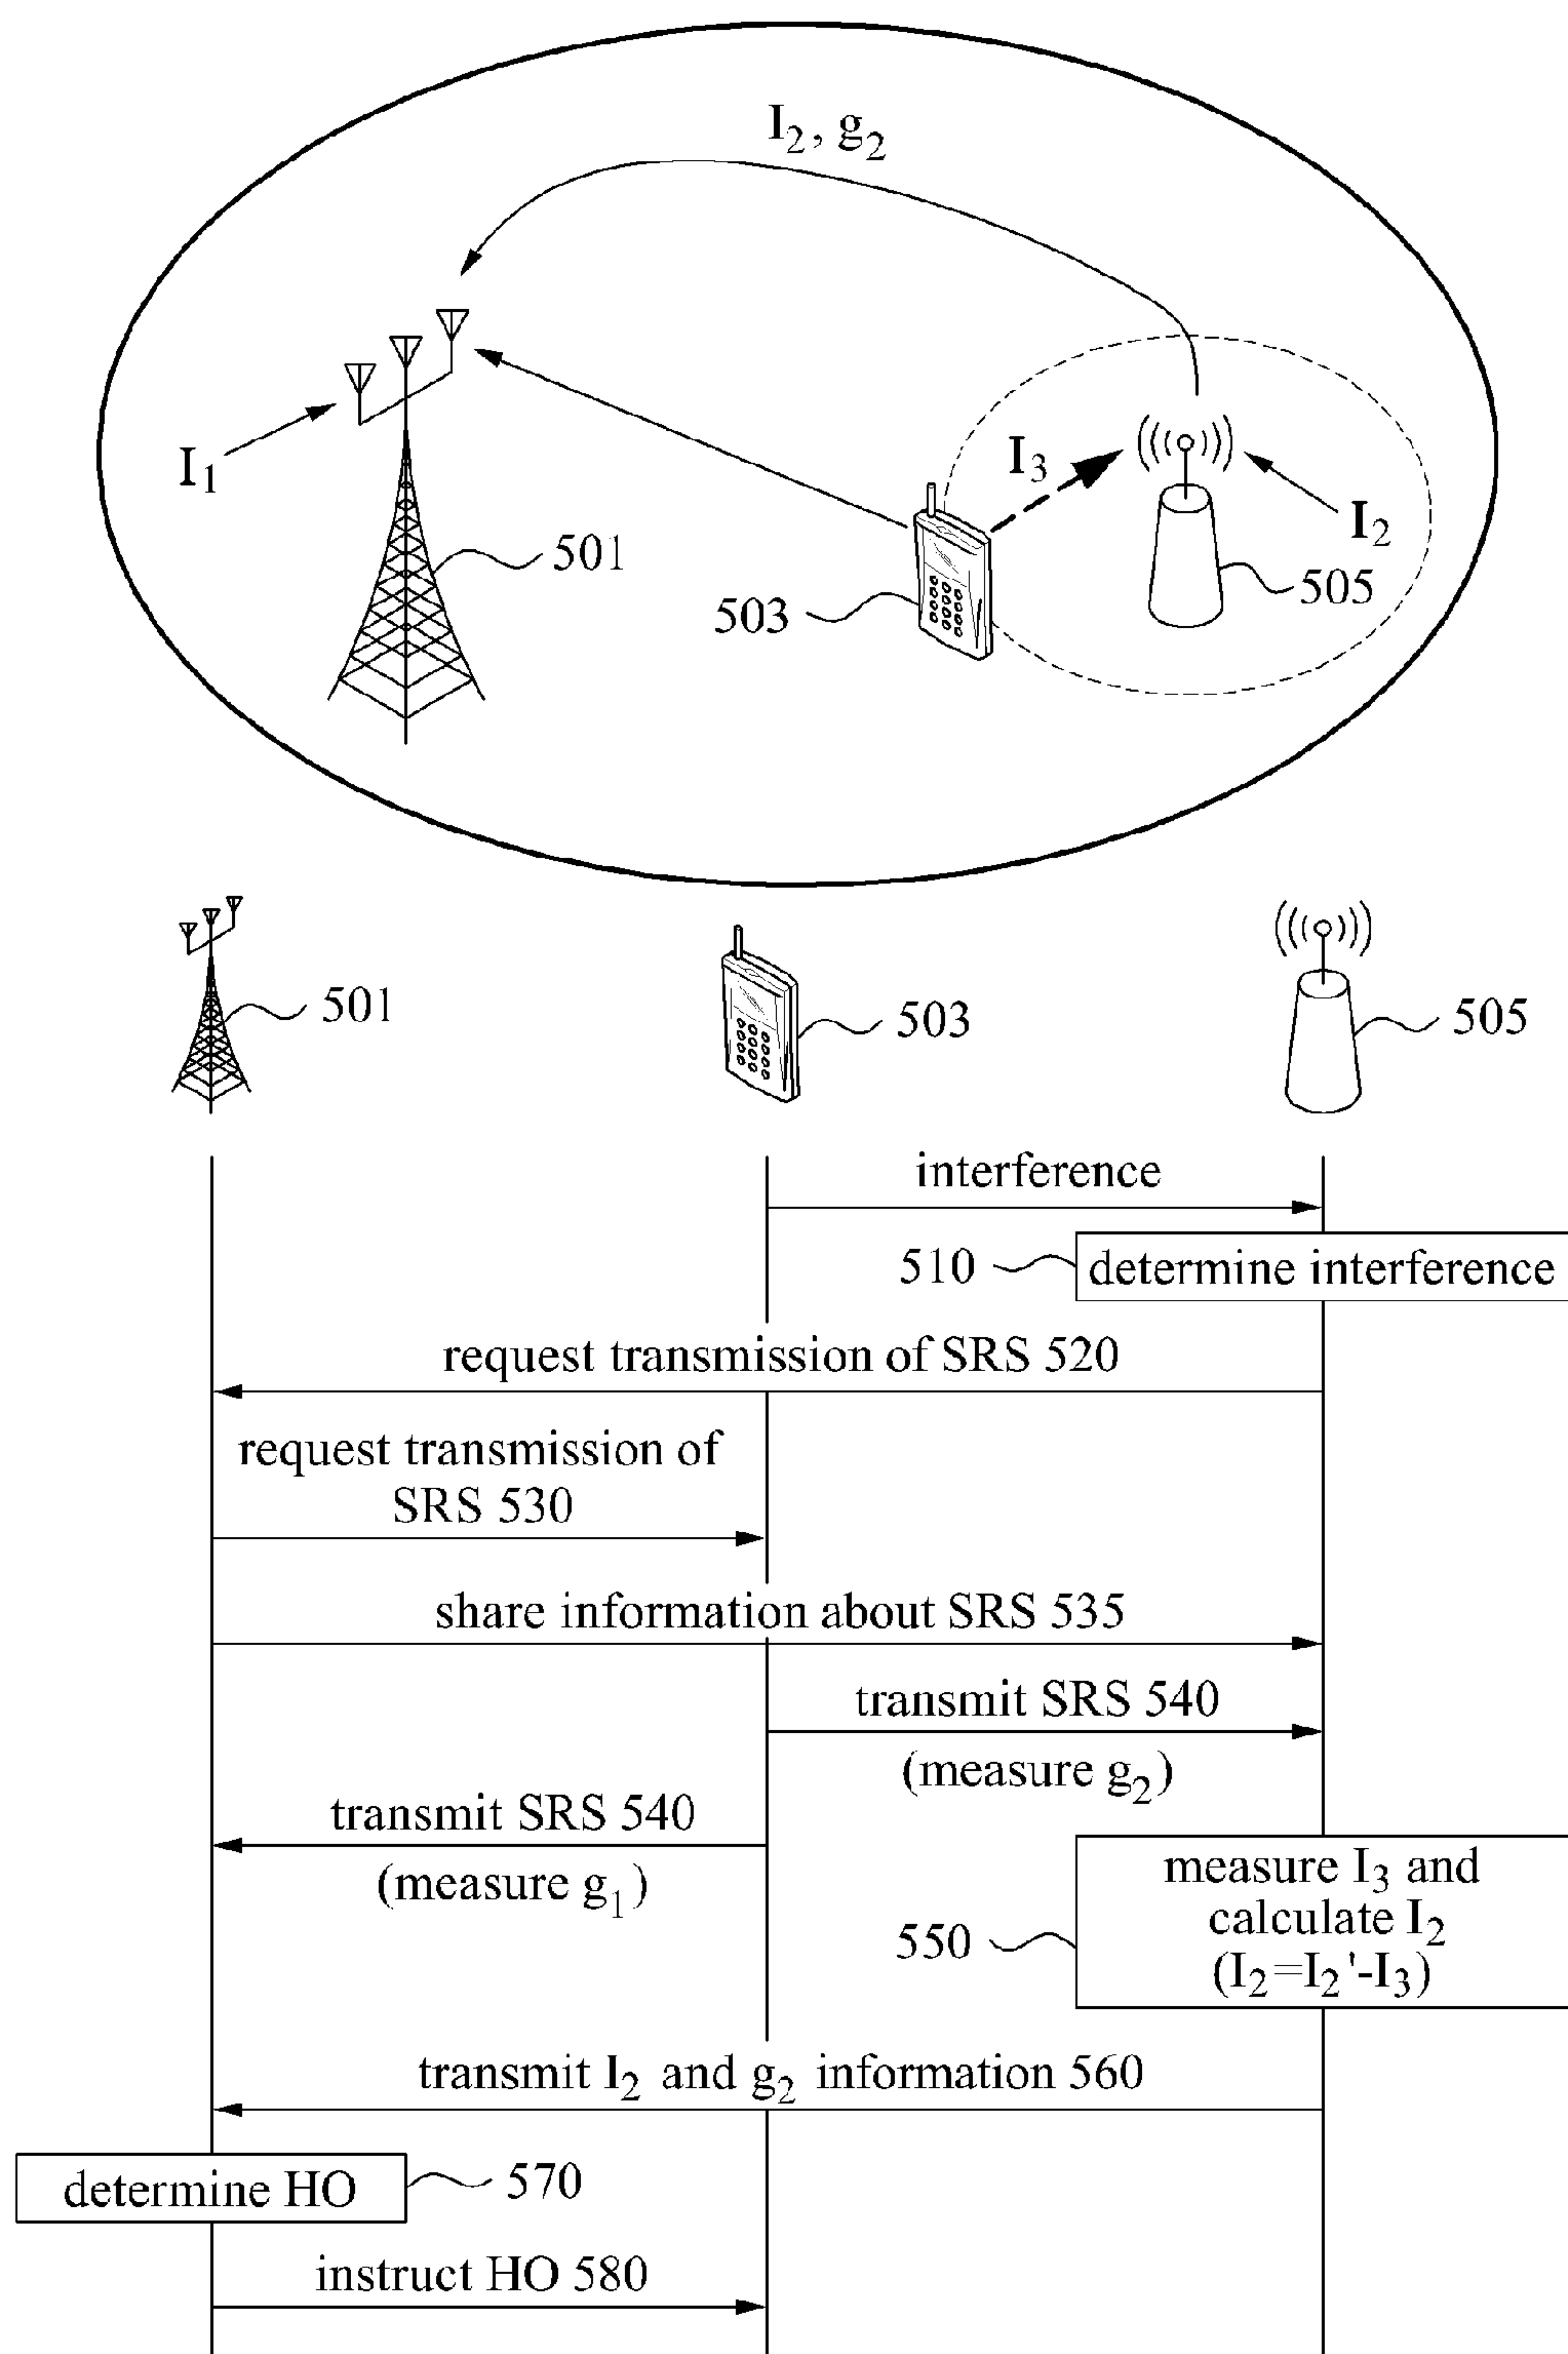 I2, g2
I1
I3
I2
501
503
505
501
503
505
interference
510
determine interference
request transmission of SRS 520
request transmission of
SRS 530
share information about SRS 535
transmit SRS 540
(measure g2)
transmit SRS 540
(measure g1)
measure I3 and
calculate I2
(I2=I2'-I3)
550
transmit I2 and g2 information 560
determine HO
570
instruct HO 580